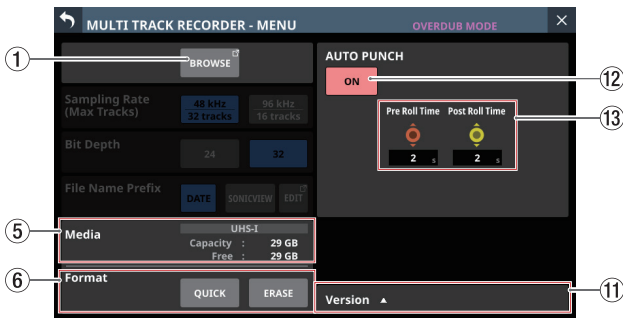 MULTI TRACK RECORDER - MENU
OVERDUB MODE
1
BROWSE
Sampling Rate
(Max Tracks)
48 kHz
32 tracks
96 kHz
16 tracks
Bit Depth
24
32
File Name Prefix
DATE
SONICVIEW
EDIT
5
Media
UHS-I
Capacity : 29 GB
Free : 29 GB
6
Format
QUICK
ERASE
AUTO PUNCH
ON
12
Pre Roll Time
Post Roll Time
13
2 s
2 s
Version ▲
11